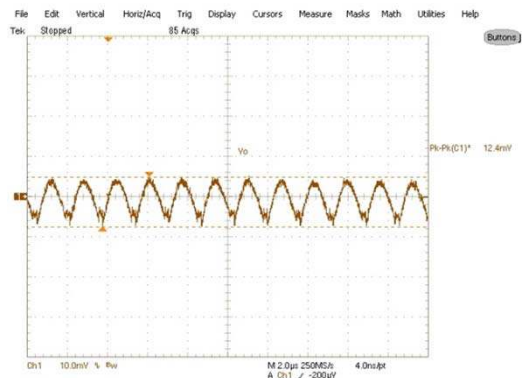 File Edit Vertical Horiz/Acq Trig Display Cursors Measure Masks Math Utilities Help
Tek Stopped 85 Acqs Buttons
Vo
Pk-Pk(C1)* 12.4mV
1
Ch1 10.0mV % Bw M 2.0µs 250MS/s 4.0ns/pt
A Ch1 -200µV